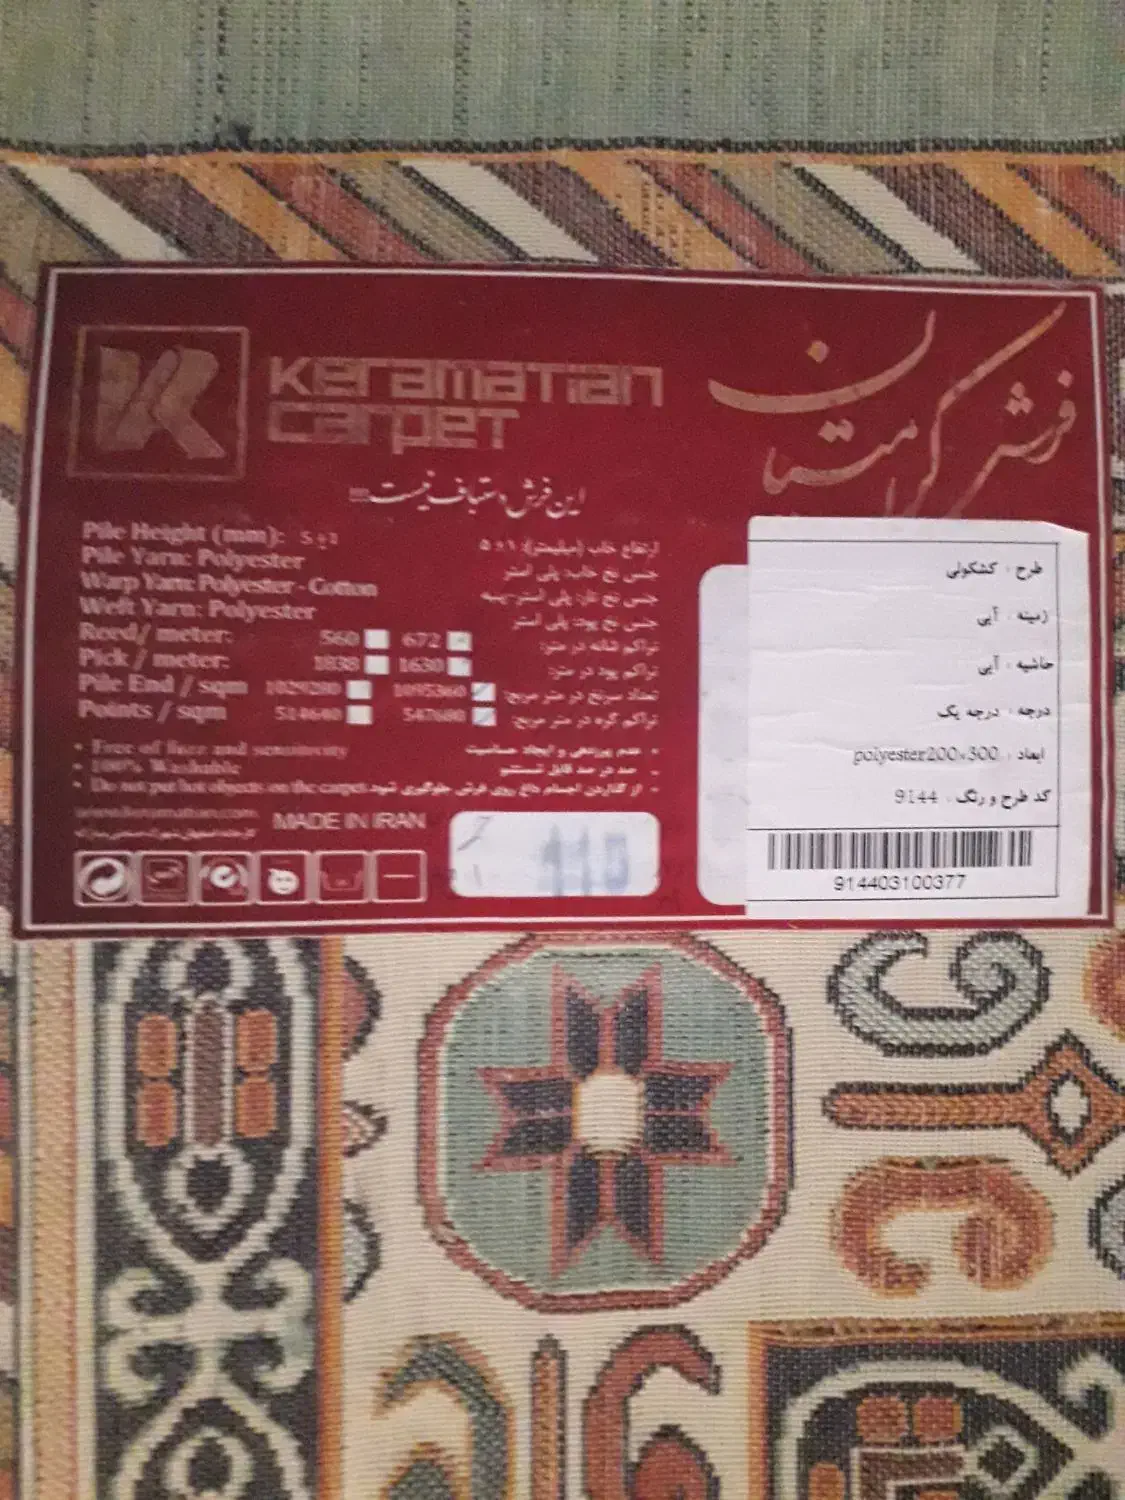 Keramatian
carpet
فرش کرامتیان
این فرش دستباف نیست!!!
Pile Height (mm): 5 ± 1
Pile Yarn: Polyester
Warp Yarn: Polyester - Cotton
Weft Yarn: Polyester
Reed / meter: 560 672
Pick / meter: 1838 1630
Pile End / sqm 1029280 1095360
Points / sqm 514640 547680
• Free of fuzz and sensitivity
• 100% Washable
• Do not put hot objects on the carpet
www.keramatian.com
MADE IN IRAN
ارتفاع خاب (میلیمتر): ۱ ± ۵
جنس نخ خاب: پلی استر
جنس نخ تار: پلی استر-پنبه
جنس نخ پود: پلی استر
تراکم شانه در متر:
تراکم پود در متر:
تعداد سرنخ در متر مربع:
تراکم گره در متر مربع:
• عدم پرزدهی و ایجاد حساسیت
- صد در صد قابل شستشو
- از گذاردن اجسام داغ روی فرش جلوگیری شود
طرح : کشکولی
زمینه : آبی
حاشیه : آبی
درجه : درجه یک
ابعاد : polyester200×300
کد طرح و رنگ : 9144
914403100377